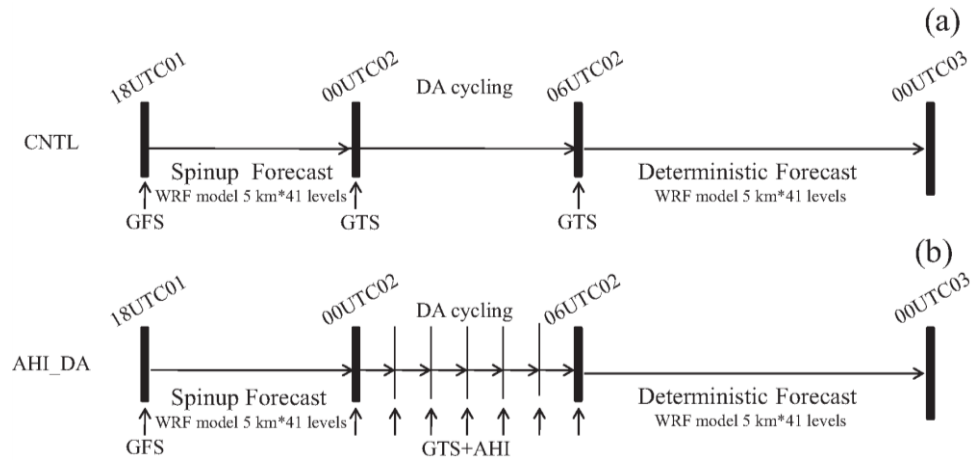 (a)
18UTC01
00UTC02
DA cycling
06UTC02
00UTC03
CNTL
Spinup Forecast
WRF model 5 km*41 levels
Deterministic Forecast
WRF model 5 km*41 levels
GFS
GTS
GTS
(b)
18UTC01
00UTC02
DA cycling
06UTC02
00UTC03
AHI_DA
Spinup Forecast
WRF model 5 km*41 levels
Deterministic Forecast
WRF model 5 km*41 levels
GFS
GTS+AHI